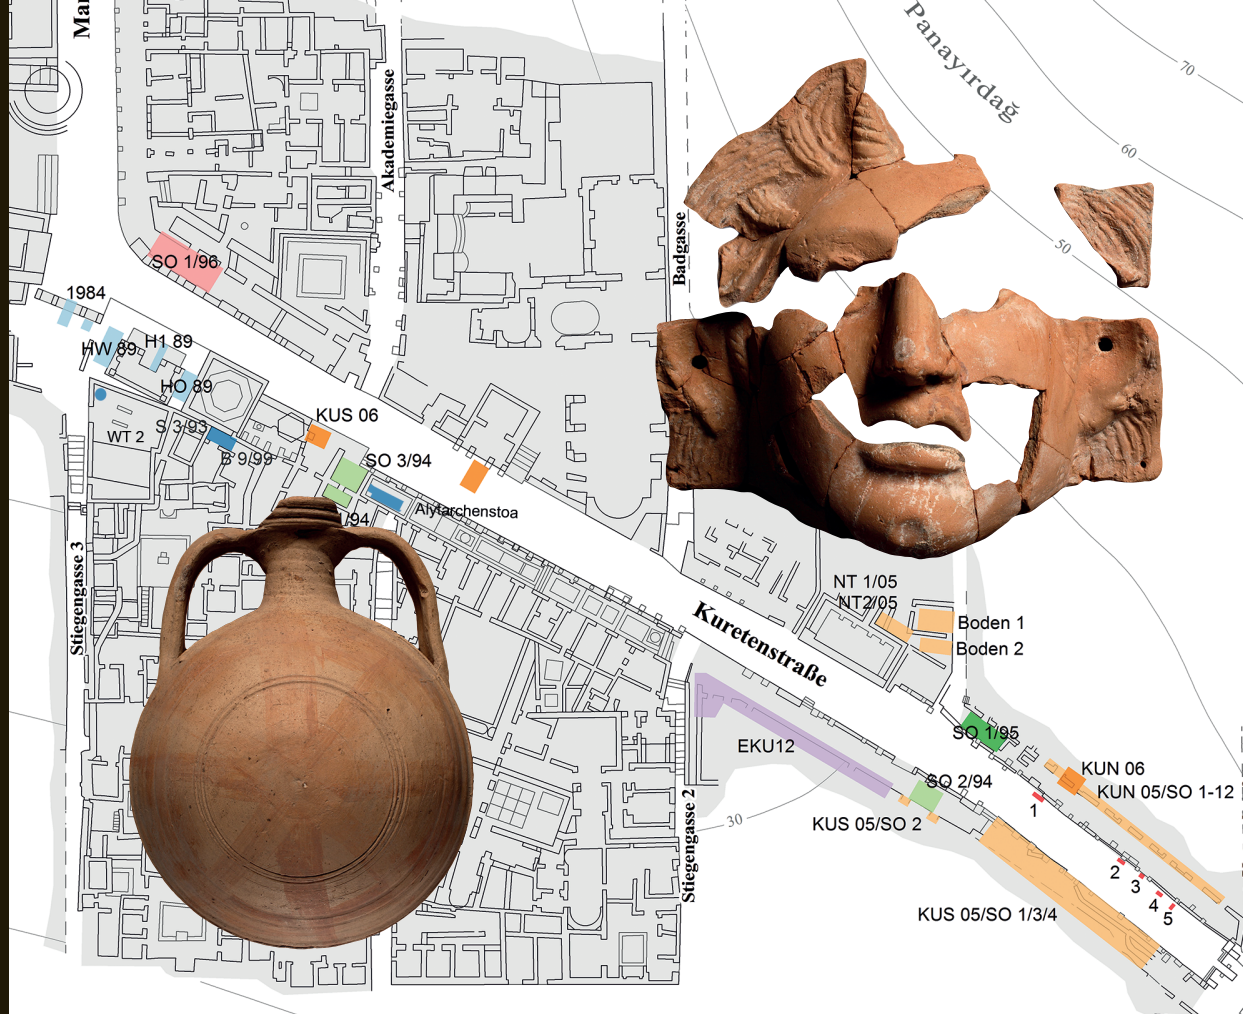 Mar
Panayırdağ
70
60
50
Akademiegasse
Badgasse
SO 1/96
1984
HW 89
H1 89
HO 89
S 3/93
B 9/99
WT 2
KUS 06
SO 3/94
/94
Alytarchenstoa
Stiegengasse 3
Kuretenstraße
NT 1/05
NT2/05
Boden 1
Boden 2
EKU12
SO 1/95
SO 2/94
KUN 06
KUN 05/SO 1-12
KUS 05/SO 2
30
Stiegengasse 2
1
2
3
4
5
KUS 05/SO 1/3/4